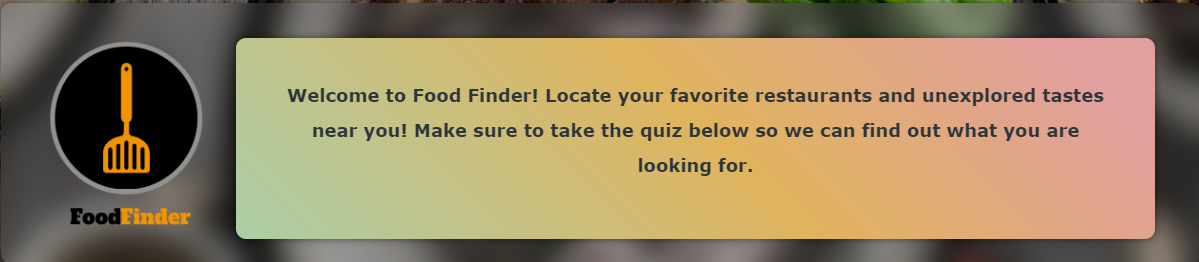 Welcome to Food Finder! Locate your favorite restaurants and unexplored tastes
near you! Make sure to take the quiz below so we can find out what you are
looking for.
FoodFinder